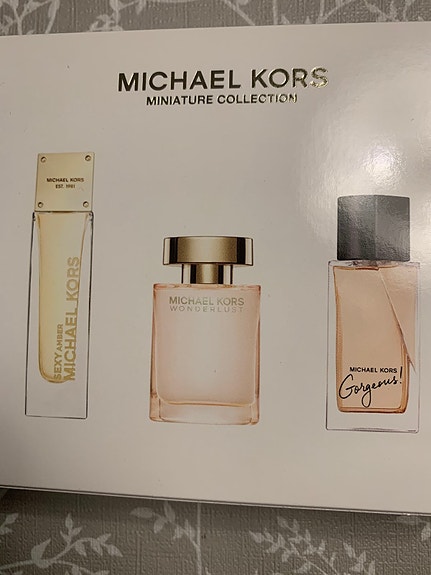 MICHAEL KORS
MINIATURE COLLECTION
MICHAEL KORS
EST. 1981
SEXY AMBER
MICHAEL KORS
MICHAEL KORS
WONDERLUST
MICHAEL KORS
Gorgeous!